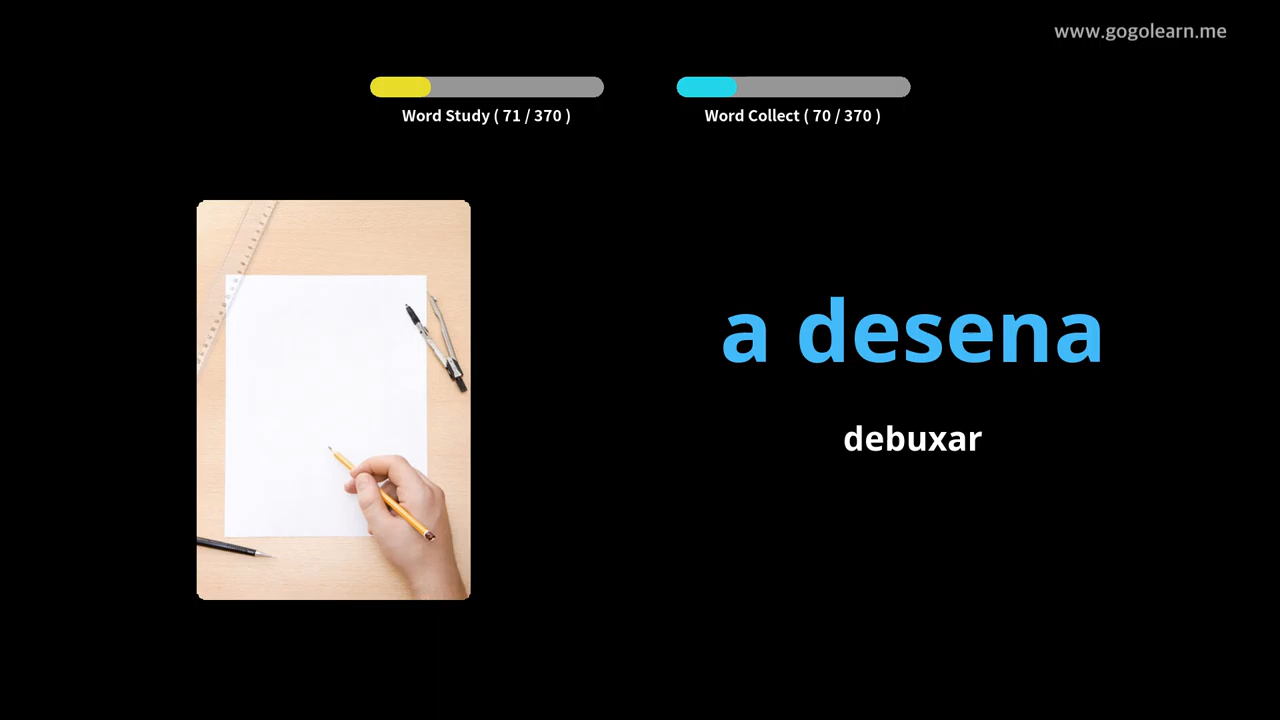 www.gogolearn.me
Word Study ( 71 / 370 )
Word Collect ( 70 / 370 )
a desena
debuxar